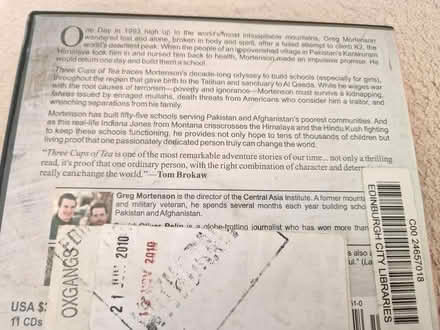 One Day in 1993, high up in the world's most inhospitable mountains, Greg Mortenson
wandered lost and alone, broken in body and spirit, after a failed attempt to climb K2, the
world's deadliest peak. When the people of an impoverished village in Pakistan's Karakoram
Himalaya took him in and nursed him back to health, Mortenson made an impulsive promise: He
would return one day and build them a school.
Three Cups of Tea traces Mortenson's decade-long odyssey to build schools (especially for girls),
throughout the region that gave birth to the Taliban and sanctuary to Al Qaeda. While he wages war
with the root causes of terrorism—poverty and ignorance—Mortenson must survive a kidnapping,
fatwas issued by enraged mullahs, death threats from Americans who consider him a traitor, and
wrenching separations from his family.
Mortenson has built fifty-five schools serving Pakistan and Afghanistan's poorest communities. And
as this real-life Indiana Jones from Montana crisscrosses the Himalaya and the Hindu Kush fighting
to keep these schools functioning, he provides not only hope to tens of thousands of children but
living proof that one passionately dedicated person truly can change the world.
"Three Cups of Tea is one of the most remarkable adventure stories of our time... not only a thrilling
read, it's proof that one ordinary person, with the right combination of character and deter
really can change the world."—Tom Brokaw
Greg Mortenson is the director of the Central Asia Institute. A former mounta
and military veteran, he spends several months each year building scho
Pakistan and Afghanistan.
Oliver Relin is a globe-trotting journalist who has won more than
also
USA $
11 CDs
OXGANGS
21 JUN 2010
NOV 2010
EDINBURGH CITY LIBRARIES
C00 24657018